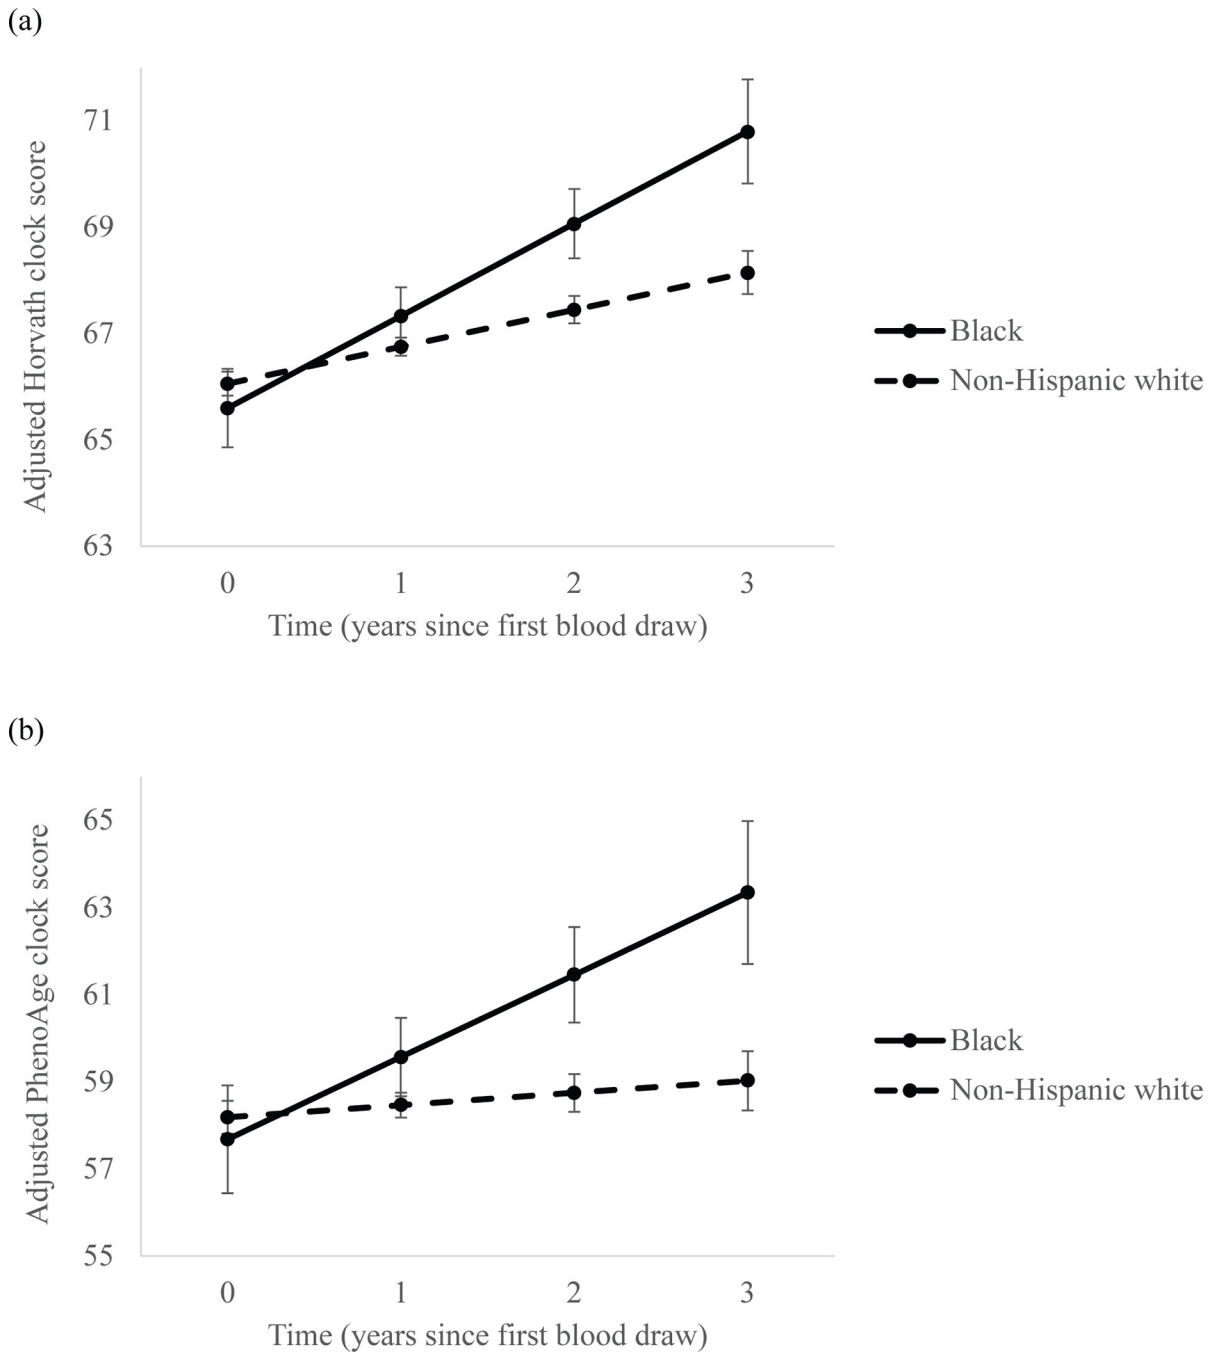 (a)
Adjusted Horvath clock score
71
69
67
65
63
0 1 2 3
Time (years since first blood draw)
Black
Non-Hispanic white
(b)
Adjusted PhenoAge clock score
65
63
61
59
57
55
0 1 2 3
Time (years since first blood draw)
Black
Non-Hispanic white